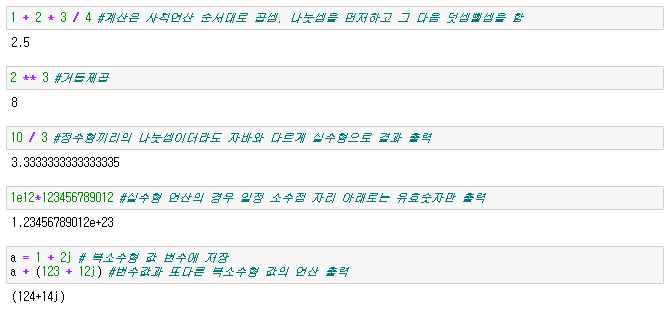 1 + 2 * 3 / 4 #계산은 사칙연산 순서대로 곱셈, 나눗셈을 먼저하고 그 다음 덧셈뺄셈을 함
2.5
2 ** 3 #거듭제곱
8
10 / 3 #정수형끼리의 나눗셈이더라도 자바와 다르게 실수형으로 결과 출력
3.3333333333333335
1e12*123456789012 #실수형 연산의 경우 일정 소수점 자리 아래로는 유효숫자만 출력
1.23456789012e+23
a = 1 + 2j # 복소수형 값 변수에 저장
a + (123 + 12j) #변수값과 또다른 복소수형 값의 연산 출력
(124+14j)